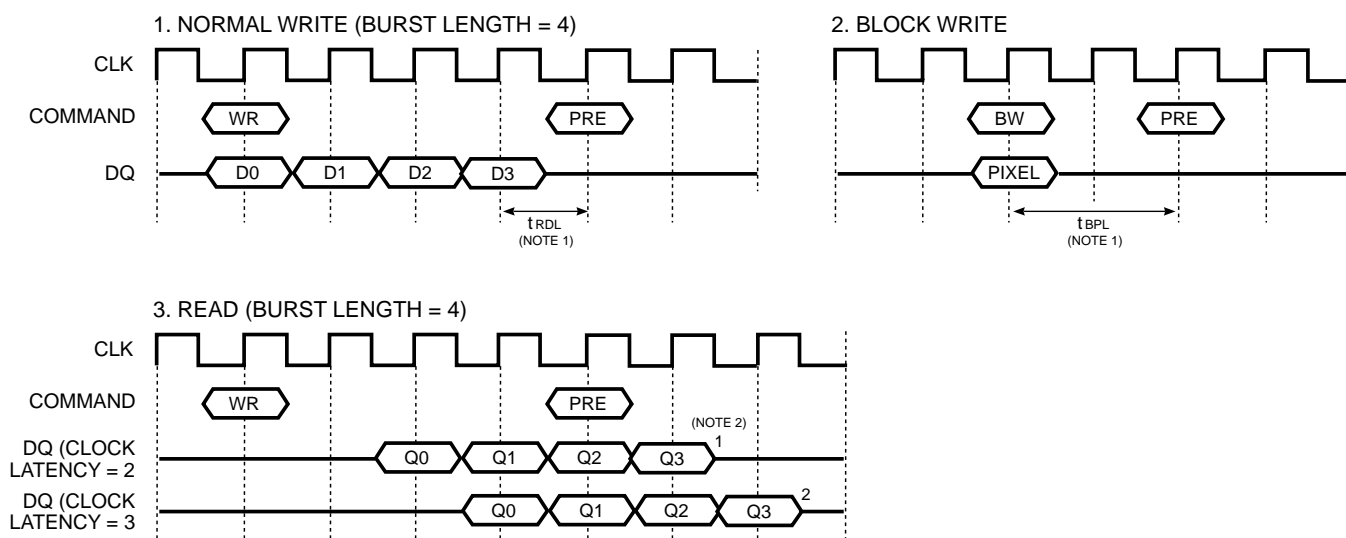 1. NORMAL WRITE (BURST LENGTH = 4)
CLK
COMMAND
WR
PRE
DQ
D0
D1
D2
D3
tRDL
(NOTE 1)
2. BLOCK WRITE
BW
PRE
PIXEL
tBPL
(NOTE 1)
3. READ (BURST LENGTH = 4)
CLK
COMMAND
WR
PRE
(NOTE 2)
DQ (CLOCK
LATENCY = 2
Q0
Q1
Q2
Q3
1
DQ (CLOCK
LATENCY = 3
Q0
Q1
Q2
Q3
2